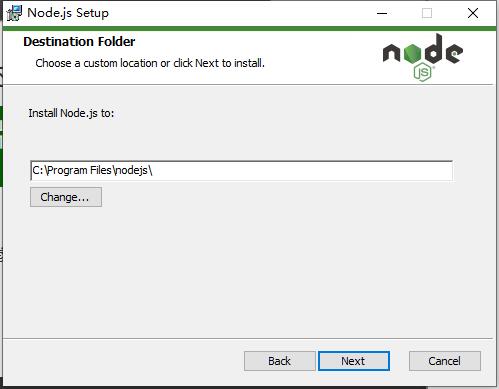 Node.js Setup
Destination Folder
Choose a custom location or click Next to install.
node
JS
Install Node.js to:
C:\Program Files\nodejs\
Change...
Back
Next
Cancel